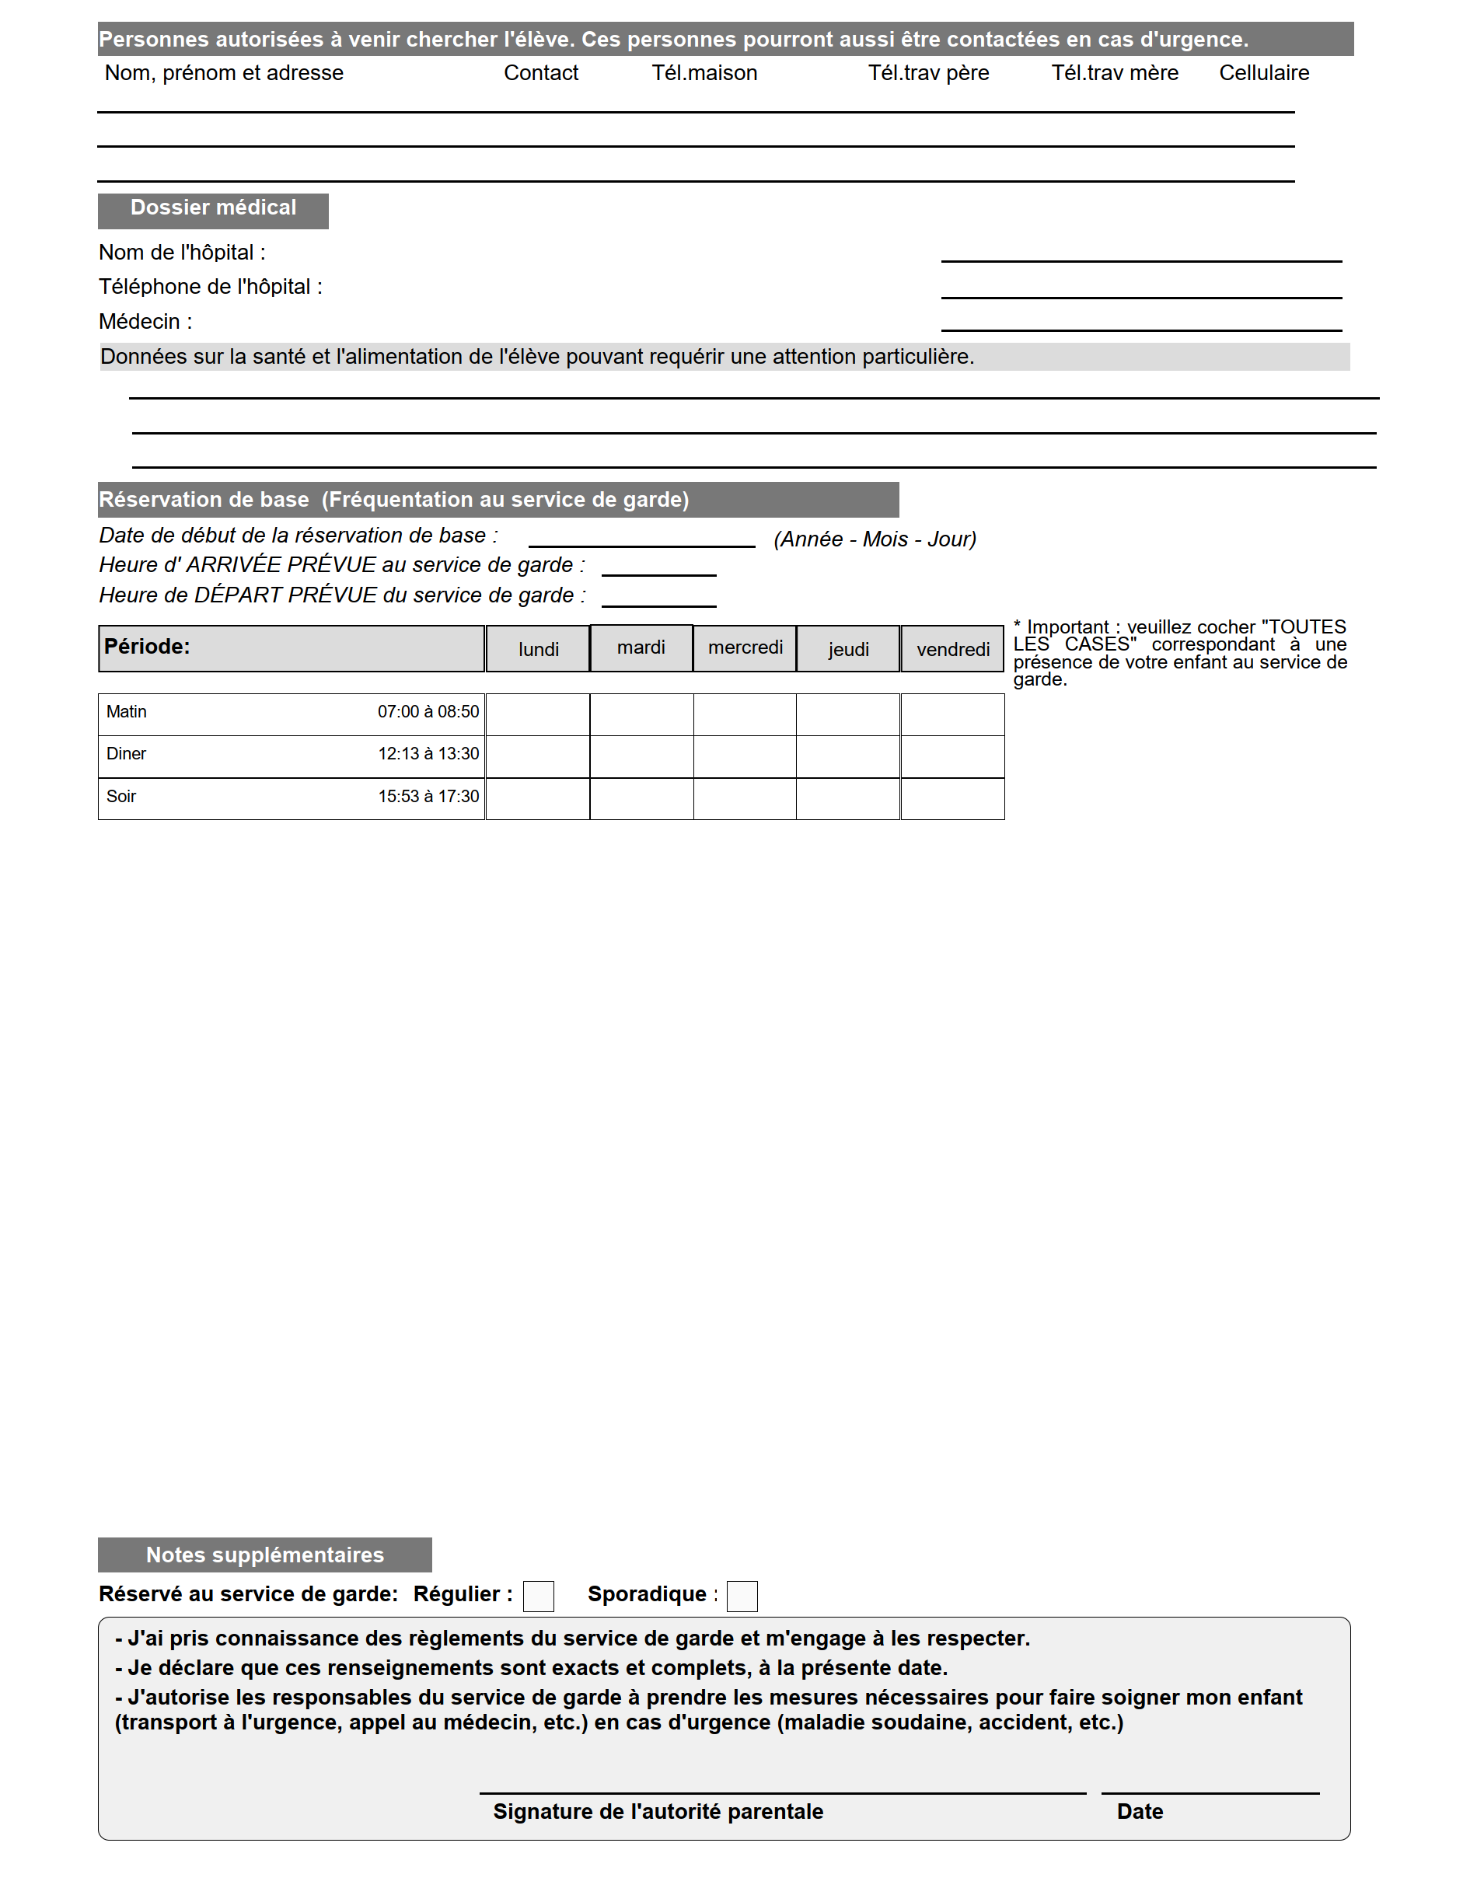 Personnes autorisées à venir chercher l'élève. Ces personnes pourront aussi être contactées en cas d'urgence.
Nom, prénom et adresse Contact Tél.maison Tél.trav père Tél.trav mère Cellulaire
Dossier médical
Nom de l'hôpital :
Téléphone de l'hôpital :
Médecin :
Données sur la santé et l'alimentation de l'élève pouvant requérir une attention particulière.
Réservation de base (Fréquentation au service de garde)
Date de début de la réservation de base : (Année - Mois - Jour)
Heure d' ARRIVÉE PRÉVUE au service de garde :
Heure de DÉPART PRÉVUE du service de garde :
Période: lundi mardi mercredi jeudi vendredi
* Important : veuillez cocher "TOUTES
LES CASES" correspondant à une
présence de votre enfant au service de
garde.
Matin 07:00 à 08:50
Diner 12:13 à 13:30
Soir 15:53 à 17:30
Notes supplémentaires
Réservé au service de garde: Régulier : Sporadique :
- J'ai pris connaissance des règlements du service de garde et m'engage à les respecter.
- Je déclare que ces renseignements sont exacts et complets, à la présente date.
- J'autorise les responsables du service de garde à prendre les mesures nécessaires pour faire soigner mon enfant
(transport à l'urgence, appel au médecin, etc.) en cas d'urgence (maladie soudaine, accident, etc.)
Signature de l'autorité parentale Date